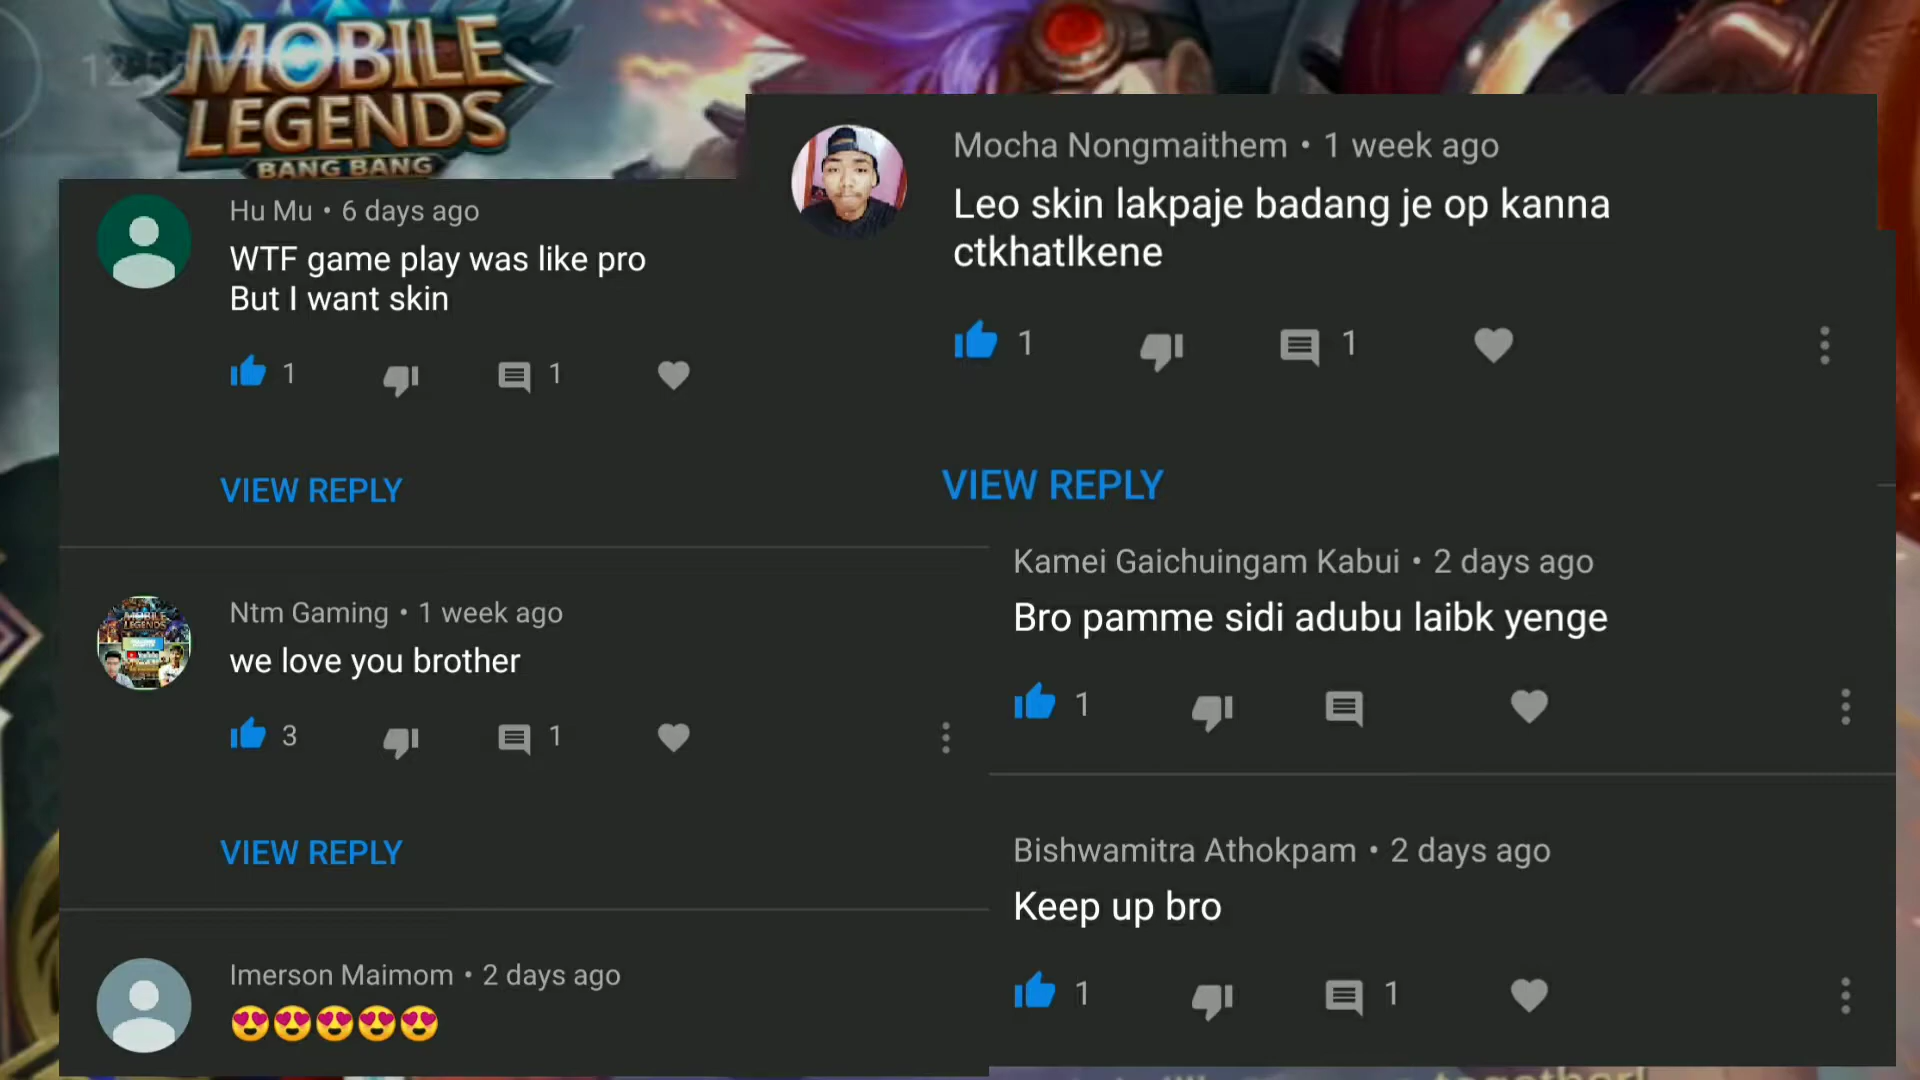 MOBILE
LEGENDS
BANG BANG
Hu Mu • 6 days ago
WTF game play was like pro
But I want skin
1
1
VIEW REPLY
Ntm Gaming • 1 week ago
we love you brother
3
1
VIEW REPLY
Imerson Maimom • 2 days ago
😍😍😍😍😍
Mocha Nongmaithem • 1 week ago
Leo skin lakpaje badang je op kanna
ctkhatlkene
1
1
VIEW REPLY
Kamei Gaichuingam Kabui • 2 days ago
Bro pamme sidi adubu laibk yenge
1
Bishwamitra Athokpam • 2 days ago
Keep up bro
1
1